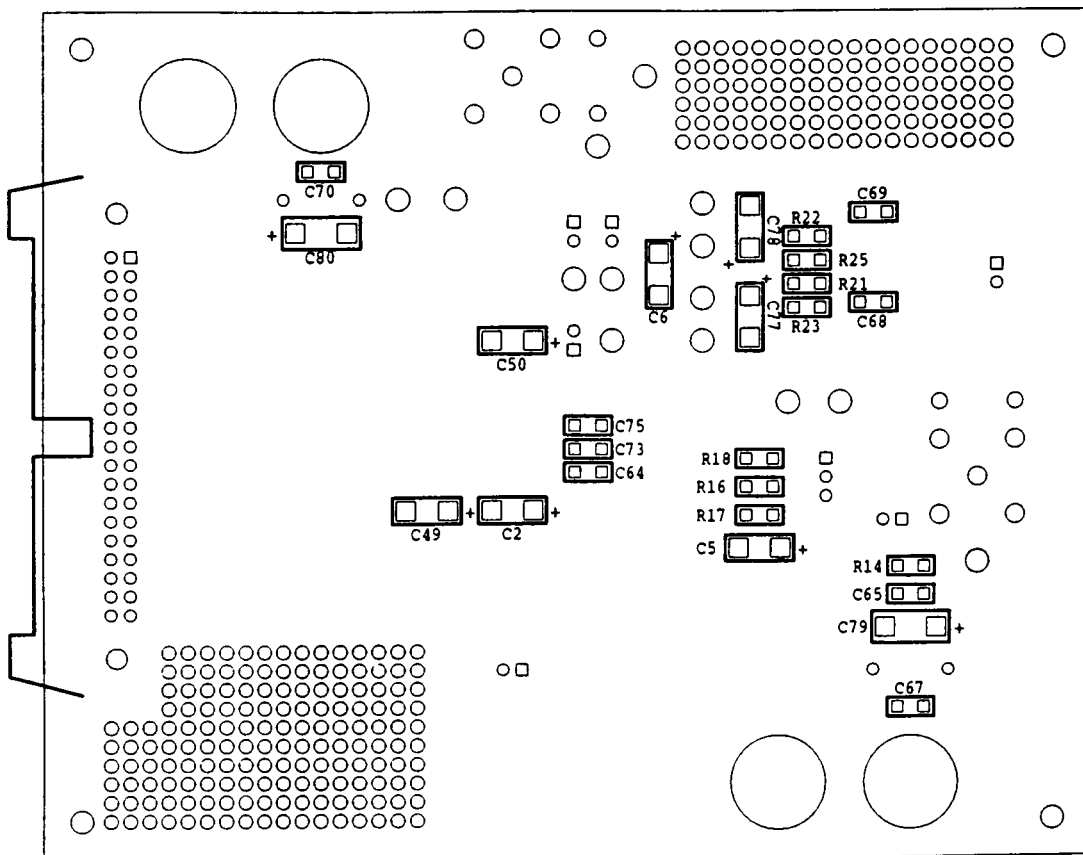 C70
C69
+
C80
C78
R22
+
R25
+
R21
C6
C77
R23
C68
+
C50
+
C75
C73
C64
R18
R16
R17
C49
+
C2
+
C5
+
R14
C65
C79
+
C67